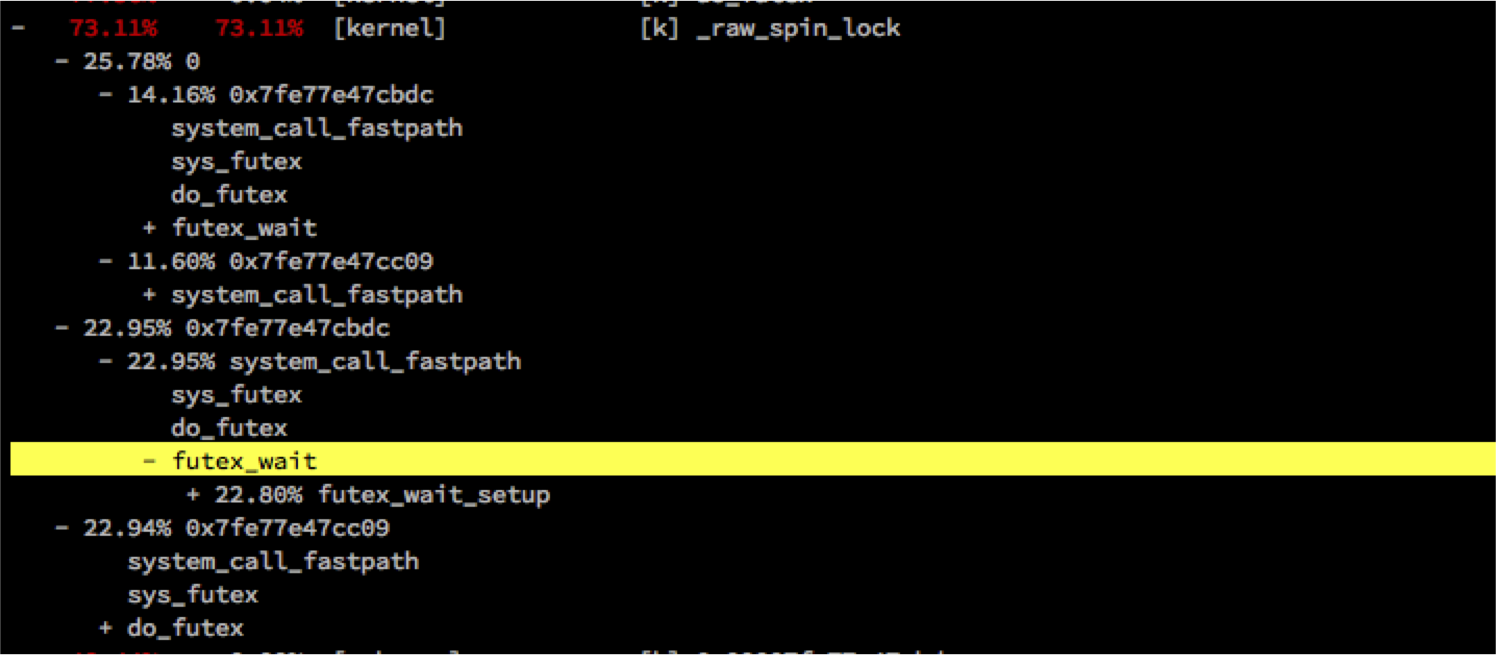 - 73.11% 73.11% [kernel] [k] _raw_spin_lock
- 25.78% 0
- 14.16% 0x7fe77e47cbdc
system_call_fastpath
sys_futex
do_futex
+ futex_wait
- 11.60% 0x7fe77e47cc09
+ system_call_fastpath
- 22.95% 0x7fe77e47cbdc
- 22.95% system_call_fastpath
sys_futex
do_futex
- futex_wait
+ 22.80% futex_wait_setup
- 22.94% 0x7fe77e47cc09
system_call_fastpath
sys_futex
+ do_futex